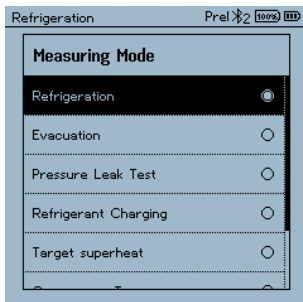 Refrigeration Prel 2 100%
Measuring Mode
Refrigeration
Evacuation
Pressure Leak Test
Refrigerant Charging
Target superheat